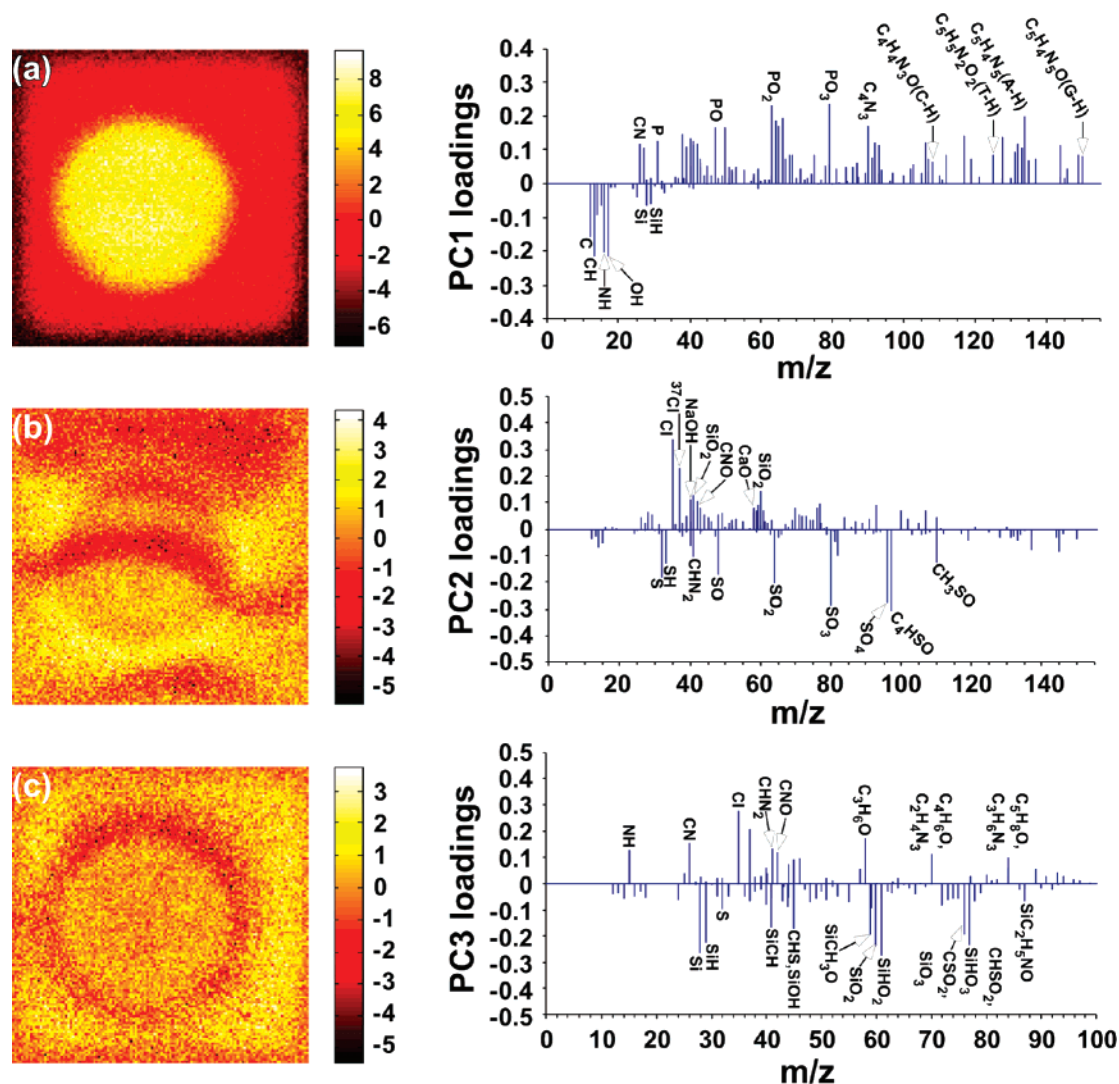 (a)
8
6
4
2
0
-2
-4
-6
PC1 loadings
0.4
0.3
0.2
0.1
0
-0.1
-0.2
-0.3
-0.4
C CH
NH
OH
Si
SiH
CN
P
PO
PO2
PO3
C4N3
C4H4N3O(C-H)
C5H5N2O2(T-H)
C5H4N5(A-H)
C5H4N5O(G-H)
0 20 40 60 80 100 120 140
m/z
(b)
4
3
2
1
0
-1
-2
-3
-4
-5
PC2 loadings
0.5
0.4
0.3
0.2
0.1
0
-0.1
-0.2
-0.3
-0.4
-0.5
Cl
37Cl
NaOH
SiO2
CNO
CaO
SiO2
S
SH
CHN2
SO
SO2
SO3
SO4
C4HSO
CH3SO
0 20 40 60 80 100 120 140
m/z
(c)
3
2
1
0
-1
-2
-3
-4
-5
PC3 loadings
0.5
0.4
0.3
0.2
0.1
0
-0.1
-0.2
-0.3
-0.4
-0.5
NH
CN
Cl
CHN2
CNO
C3H6O
C2H4N3
C4H6O,
C3H6N3
C5H8O,
Si
SiH
S
SiCH
CHS,SiOH
SiCH3O
SiO2
SiHO2
SiO3
CSO2,
SiHO3
CHSO2,
SiC2H5NO
0 10 20 30 40 50 60 70 80 90 100
m/z